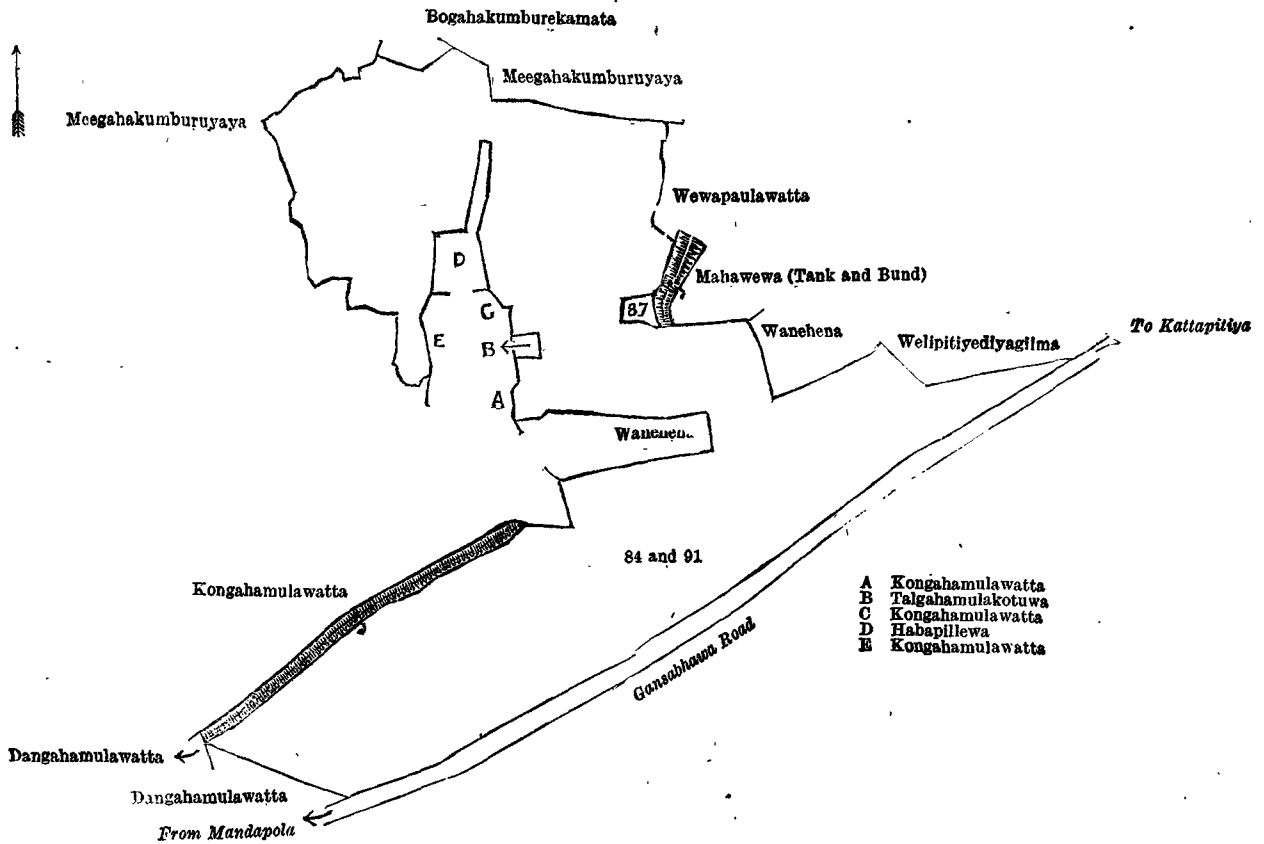 Bogahakumburekamata
Meegahakumburuyaya
Meegahakumburuyaya
Wewapaulawatta
D
Mahawewa (Tank and Bund)
87
C
Wanehena
To Kattapitiya
E
B
Welipitiyediyagilma
A
Wanehena
84 and 91
Kongahamulawatta
A Kongahamulawatta
B Talgahamulakotuwa
C Kongahamulawatta
D Habapillewa
E Kongahamulawatta
Gansabhawa Road
Dangahamulawatta
Dangahamulawatta
From Mandapola